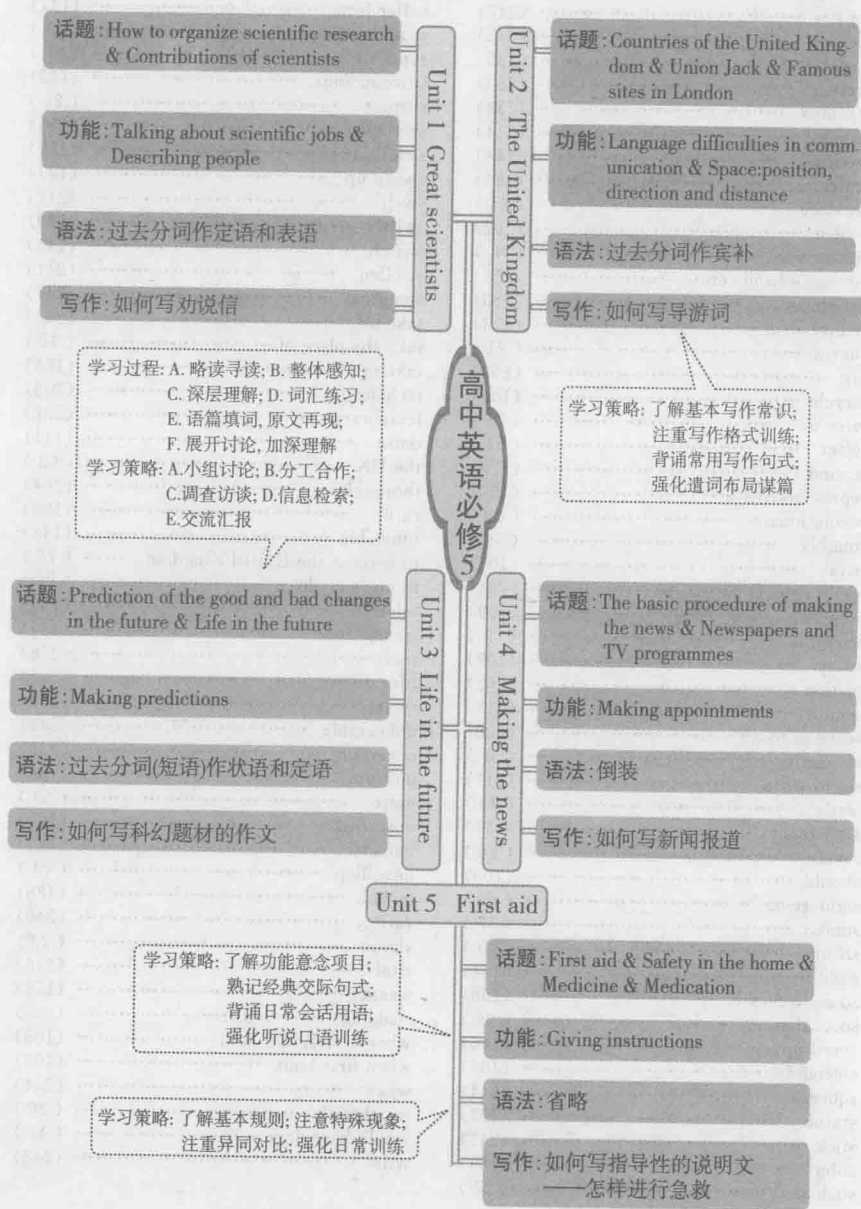 话题:How to organize scientific research
& Contributions of scientists
功能:Talking about scientific jobs &
Describing people
语法:过去分词作定语和表语
写作:如何写劝说信
Unit 1 Great scientists
Unit 2 The United Kingdom
话题:Countries of the United King-
dom & Union Jack & Famous
sites in London
功能:Language difficulties in comm-
unication & Space:position,
direction and distance
语法:过去分词作宾补
写作:如何写导游词
学习过程: A. 略读寻读; B. 整体感知;
C. 深层理解; D. 词汇练习;
E. 语篇填词, 原文再现;
F. 展开讨论, 加深理解
学习策略: A.小组讨论; B.分工合作;
C.调查访谈; D.信息检索;
E.交流汇报
高中英语必修5
学习策略: 了解基本写作常识;
注重写作格式训练;
背诵常用写作句式;
强化遣词布局谋篇
话题:Prediction of the good and bad changes
in the future & Life in the future
功能:Making predictions
语法:过去分词(短语)作状语和定语
写作:如何写科幻题材的作文
Unit 3 Life in the future
Unit 4 Making the news
话题:The basic procedure of making
the news & Newspapers and
TV programmes
功能:Making appointments
语法:倒装
写作:如何写新闻报道
Unit 5 First aid
学习策略: 了解功能意念项目;
熟记经典交际句式;
背诵日常会话用语;
强化听说口语训练
话题:First aid & Safety in the home &
Medicine & Medication
功能:Giving instructions
语法:省略
学习策略: 了解基本规则; 注意特殊现象;
注重异同对比; 强化日常训练
写作:如何写指导性的说明文
——怎样进行急救